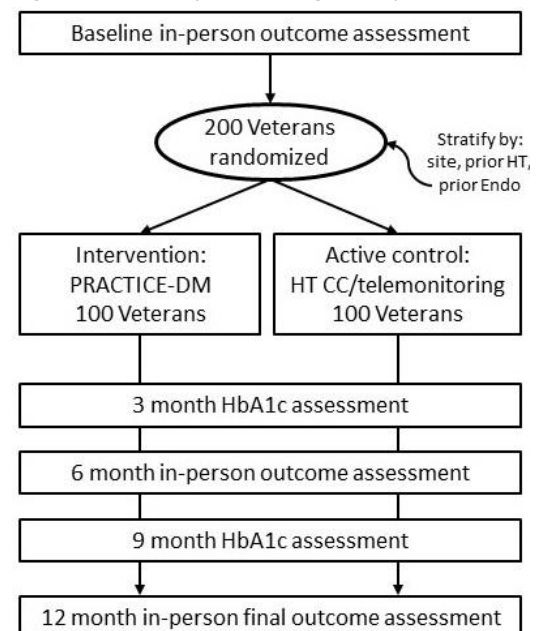 Baseline in-person outcome assessment
200 Veterans
randomized
Stratify by:
site, prior HT,
prior Endo
Intervention:
PRACTICE-DM
100 Veterans
Active control:
HT CC/telemonitoring
100 Veterans
3 month HbA1c assessment
6 month in-person outcome assessment
9 month HbA1c assessment
12 month in-person final outcome assessment